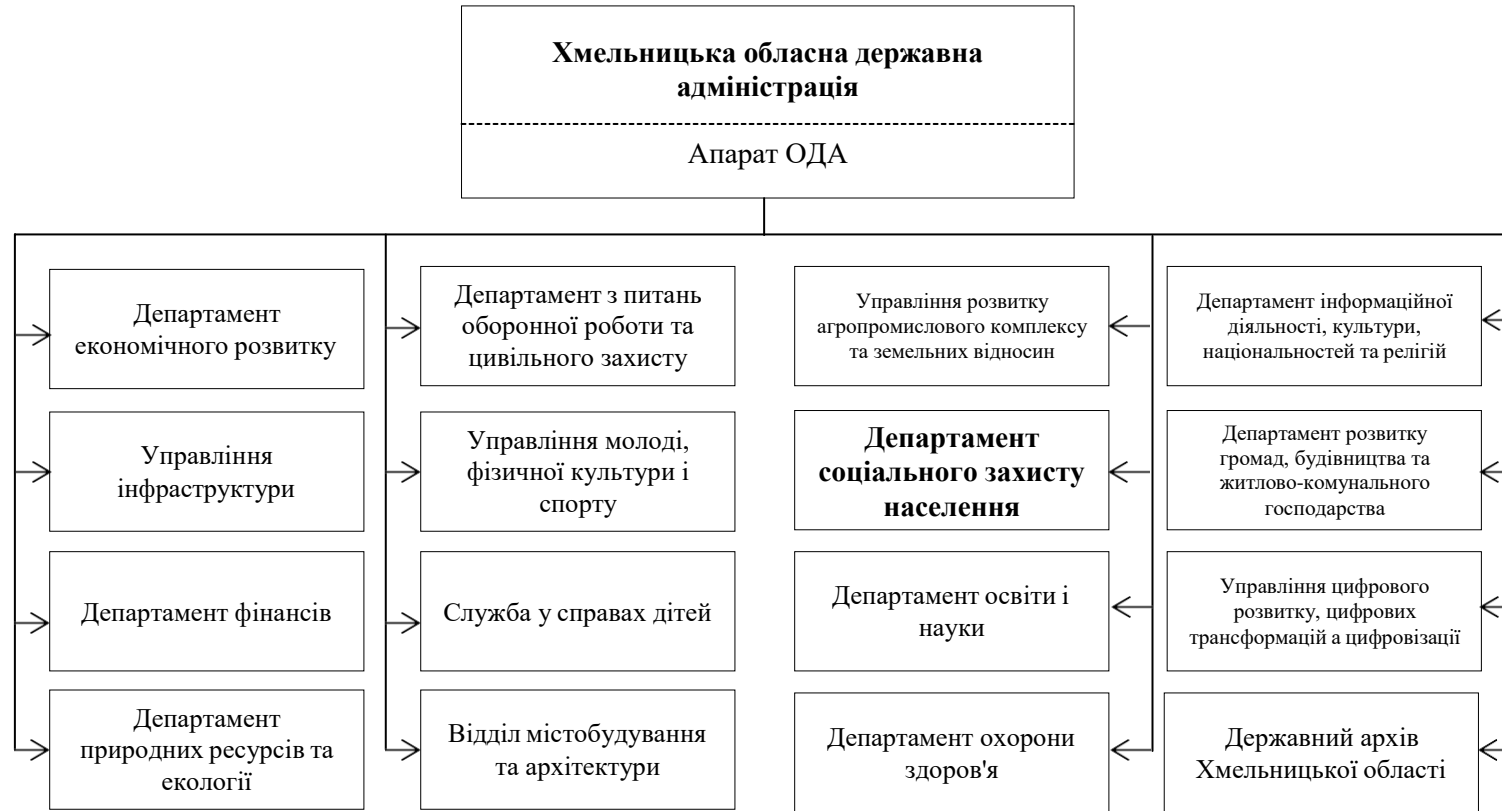 Хмельницька обласна державна
адміністрація
Апарат ОДА
Департамент
економічного розвитку
Департамент з питань
оборонної роботи та
цивільного захисту
Управління розвитку
агропромислового комплексу
та земельних відносин
Департамент інформаційної
діяльності, культури,
національностей та релігій
Управління
інфраструктури
Управління молоді,
фізичної культури і
спорту
Департамент
соціального захисту
населення
Департамент розвитку
громад, будівництва та
житлово-комунального
господарства
Департамент фінансів
Служба у справах дітей
Департамент освіти і
науки
Управління цифрового
розвитку, цифрових
трансформацій а цифровізації
Департамент
природних ресурсів та
екології
Відділ містобудування
та архітектури
Департамент охорони
здоров'я
Державний архів
Хмельницької області